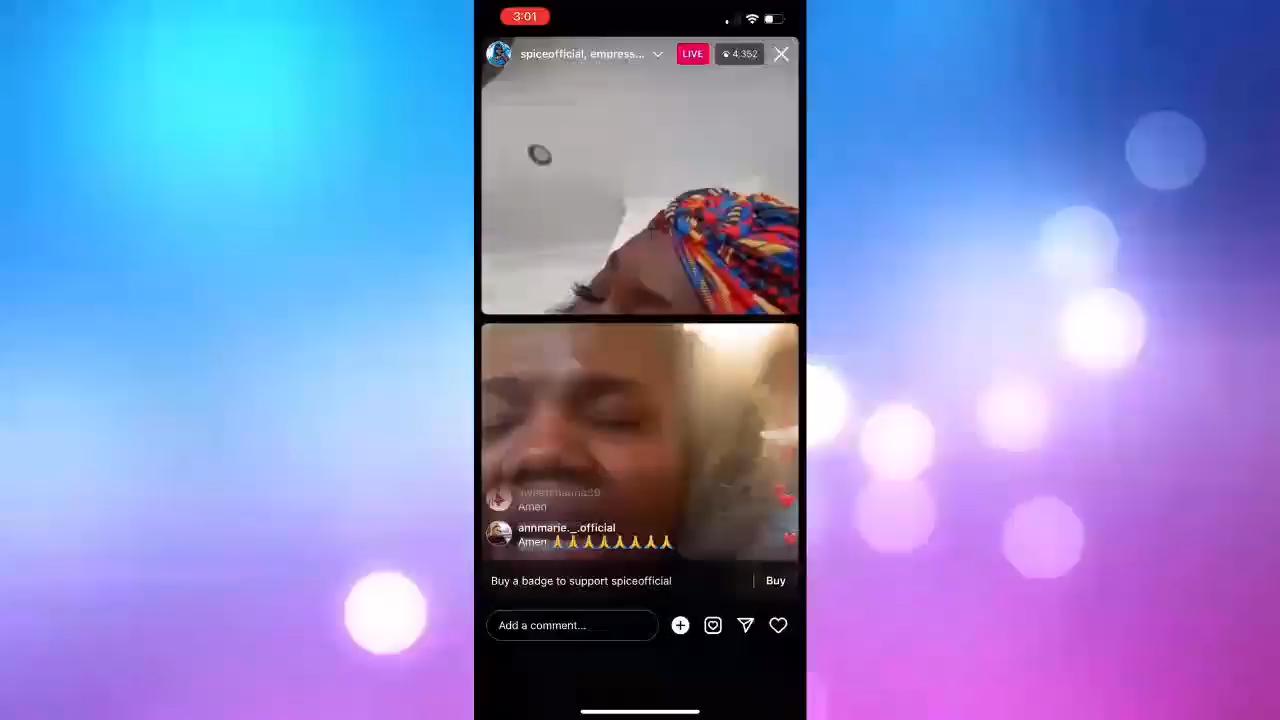 3:01
spiceofficial, empress...
LIVE
4,352
Amen
annmarie._.official
Amen 🙏🙏🙏🙏🙏🙏🙏🙏
Buy a badge to support spiceofficial
Buy
Add a comment...